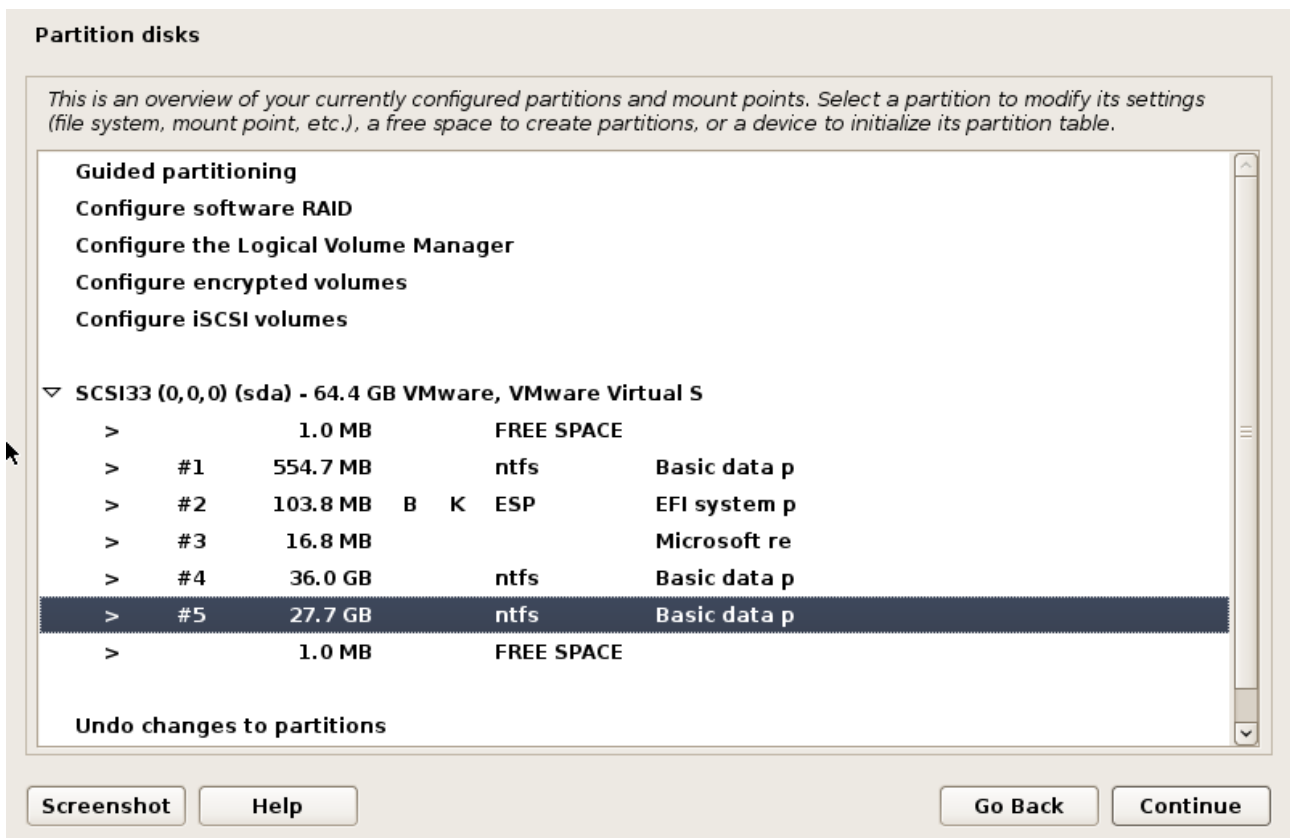 Partition disks
This is an overview of your currently configured partitions and mount points. Select a partition to modify its settings
(file system, mount point, etc.), a free space to create partitions, or a device to initialize its partition table.
Guided partitioning
Configure software RAID
Configure the Logical Volume Manager
Configure encrypted volumes
Configure iSCSI volumes
SCSI33 (0,0,0) (sda) - 64.4 GB VMware, VMware Virtual S
> 1.0 MB FREE SPACE
> #1 554.7 MB ntfs Basic data p
> #2 103.8 MB B K ESP EFI system p
> #3 16.8 MB Microsoft re
> #4 36.0 GB ntfs Basic data p
> #5 27.7 GB ntfs Basic data p
> 1.0 MB FREE SPACE
Undo changes to partitions
Screenshot Help Go Back Continue